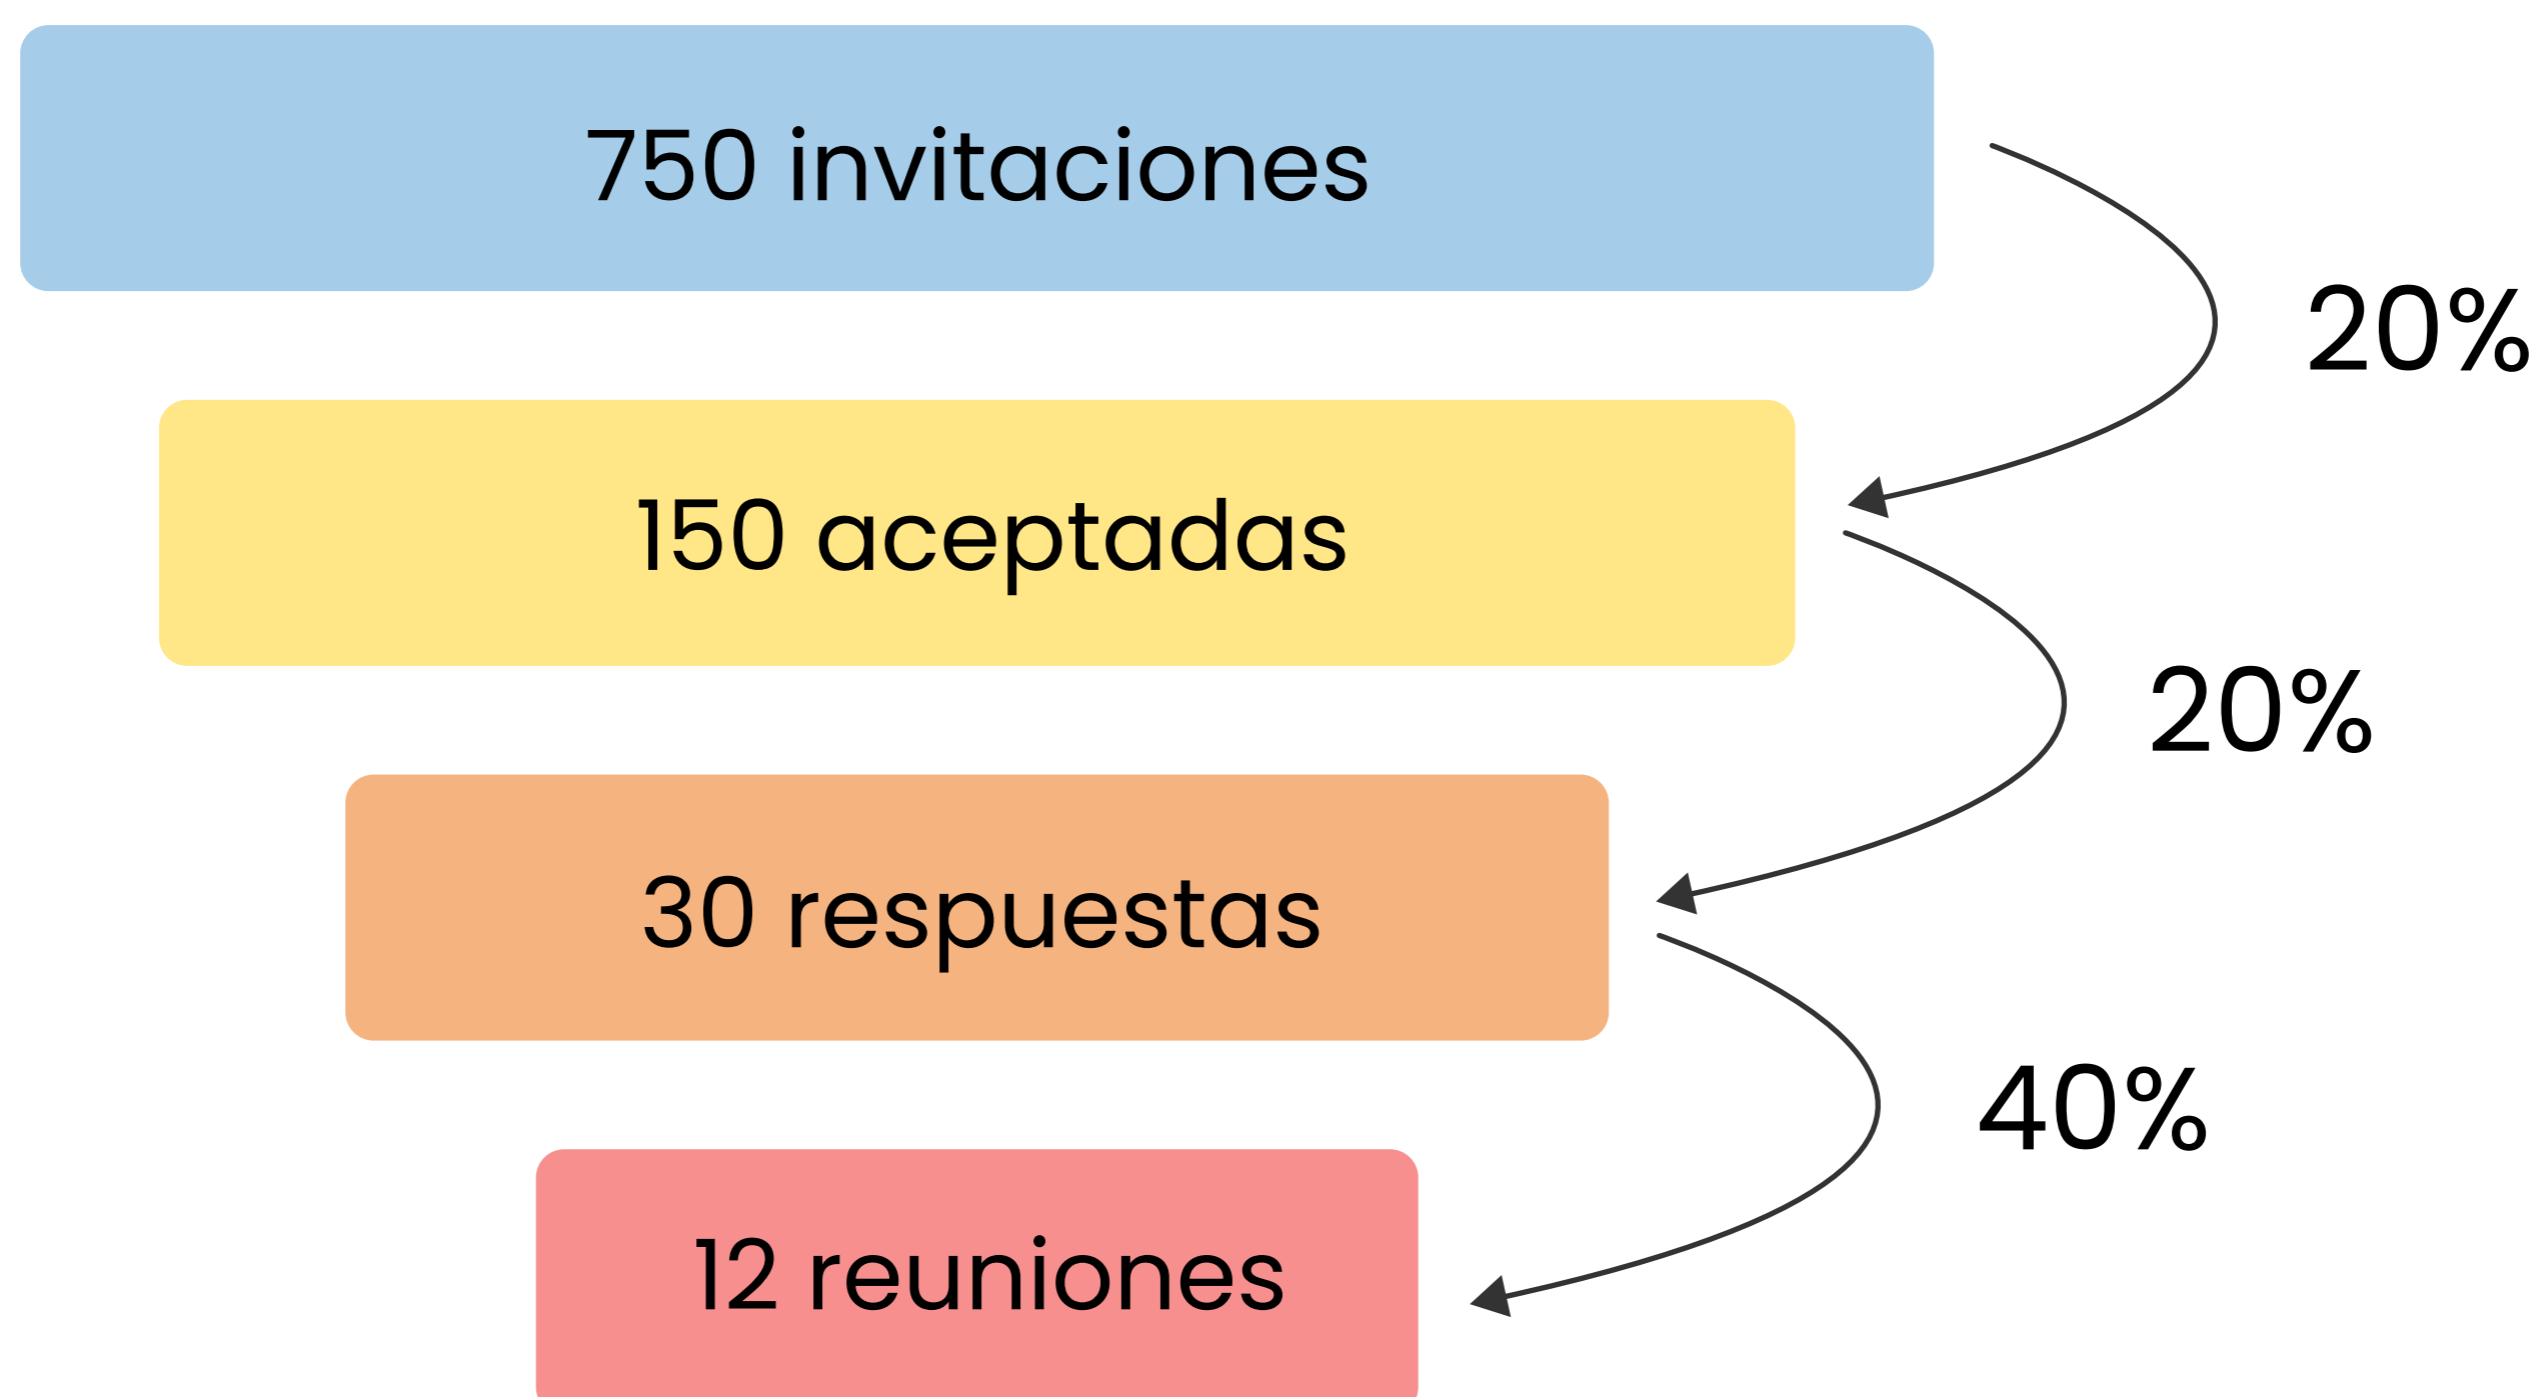 750 invitaciones
20%
150 aceptadas
20%
30 respuestas
40%
12 reuniones